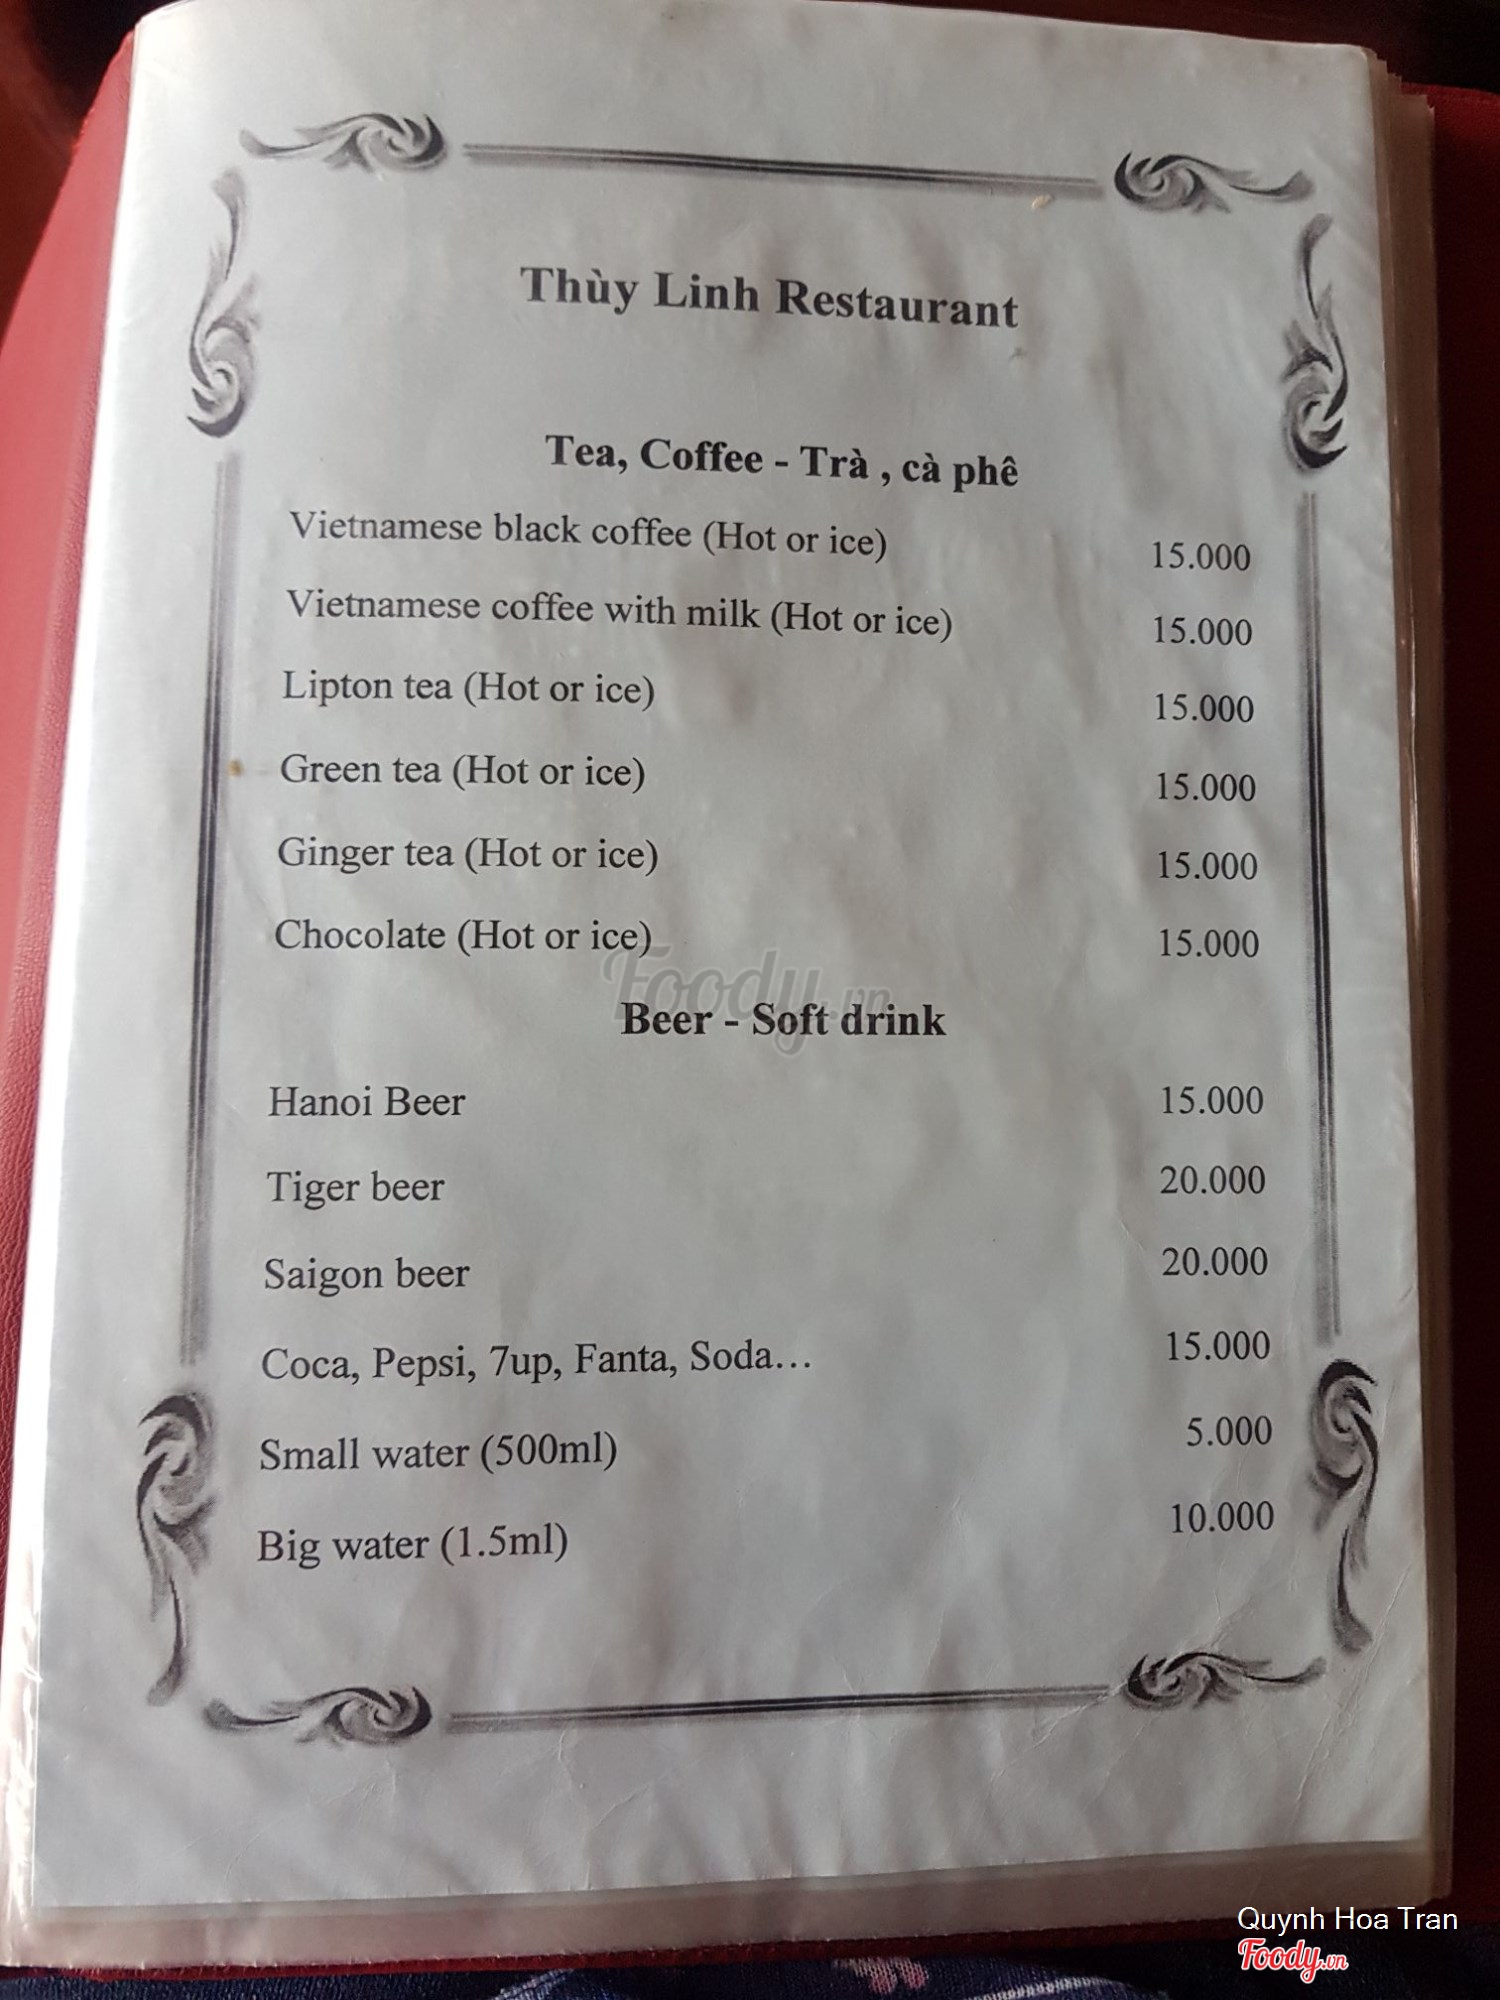 Thùy Linh Restaurant
Tea, Coffee - Trà , cà phê
Vietnamese black coffee (Hot or ice) 15.000
Vietnamese coffee with milk (Hot or ice) 15.000
Lipton tea (Hot or ice) 15.000
Green tea (Hot or ice) 15.000
Ginger tea (Hot or ice) 15.000
Chocolate (Hot or ice) 15.000
Foody.vn
Beer - Soft drink
Hanoi Beer 15.000
Tiger beer 20.000
Saigon beer 20.000
Coca, Pepsi, 7up, Fanta, Soda... 15.000
Small water (500ml) 5.000
Big water (1.5ml) 10.000
Quynh Hoa Tran
Foody.vn